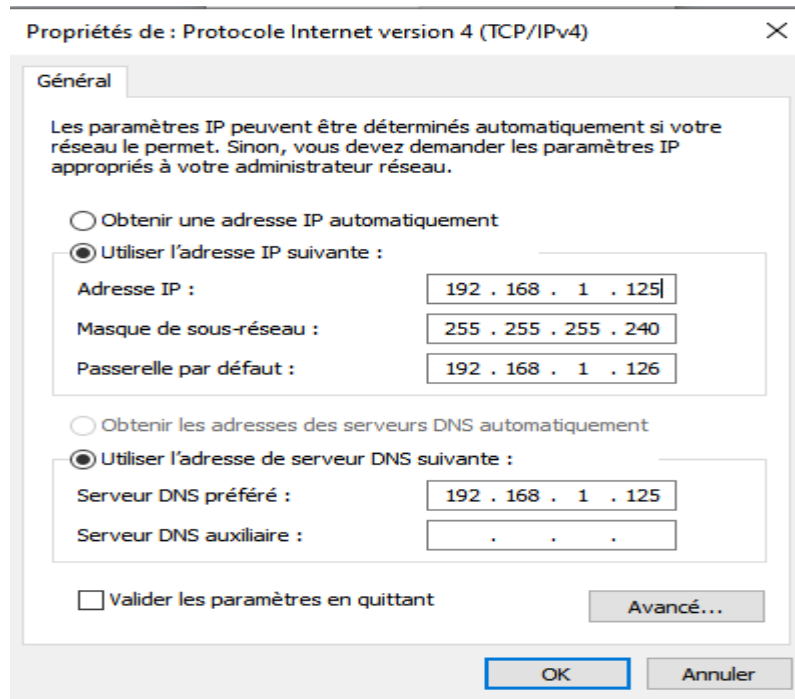 Propriétés de : Protocole Internet version 4 (TCP/IPv4)
Général
Les paramètres IP peuvent être déterminés automatiquement si votre
réseau le permet. Sinon, vous devez demander les paramètres IP
appropriés à votre administrateur réseau.
Obtenir une adresse IP automatiquement
Utiliser l'adresse IP suivante :
Adresse IP : 192 . 168 . 1 . 125
Masque de sous-réseau : 255 . 255 . 255 . 240
Passerelle par défaut : 192 . 168 . 1 . 126
Obtenir les adresses des serveurs DNS automatiquement
Utiliser l'adresse de serveur DNS suivante :
Serveur DNS préféré : 192 . 168 . 1 . 125
Serveur DNS auxiliaire : . . .
Valider les paramètres en quittant
Avancé...
OK Annuler